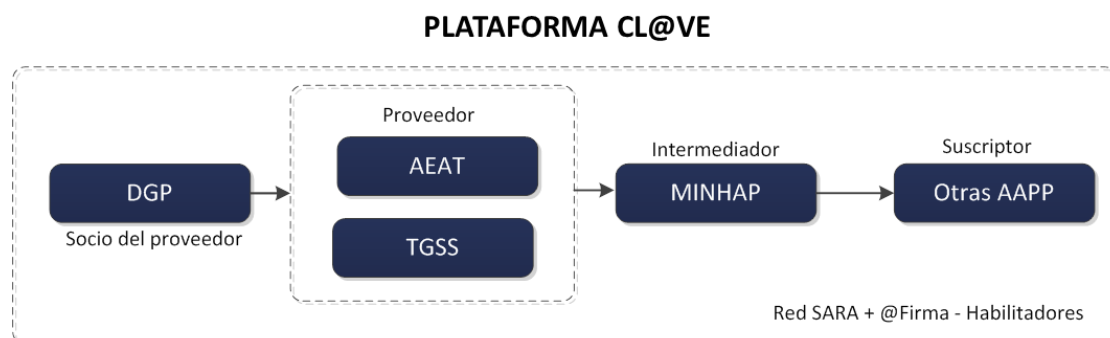 PLATAFORMA CL@VE
Proveedor
AEAT
Intermediador
Suscriptor
DGP
MINHAP
Otras AAPP
Socio del proveedor
TGSS
Red SARA + @Firma - Habilitadores